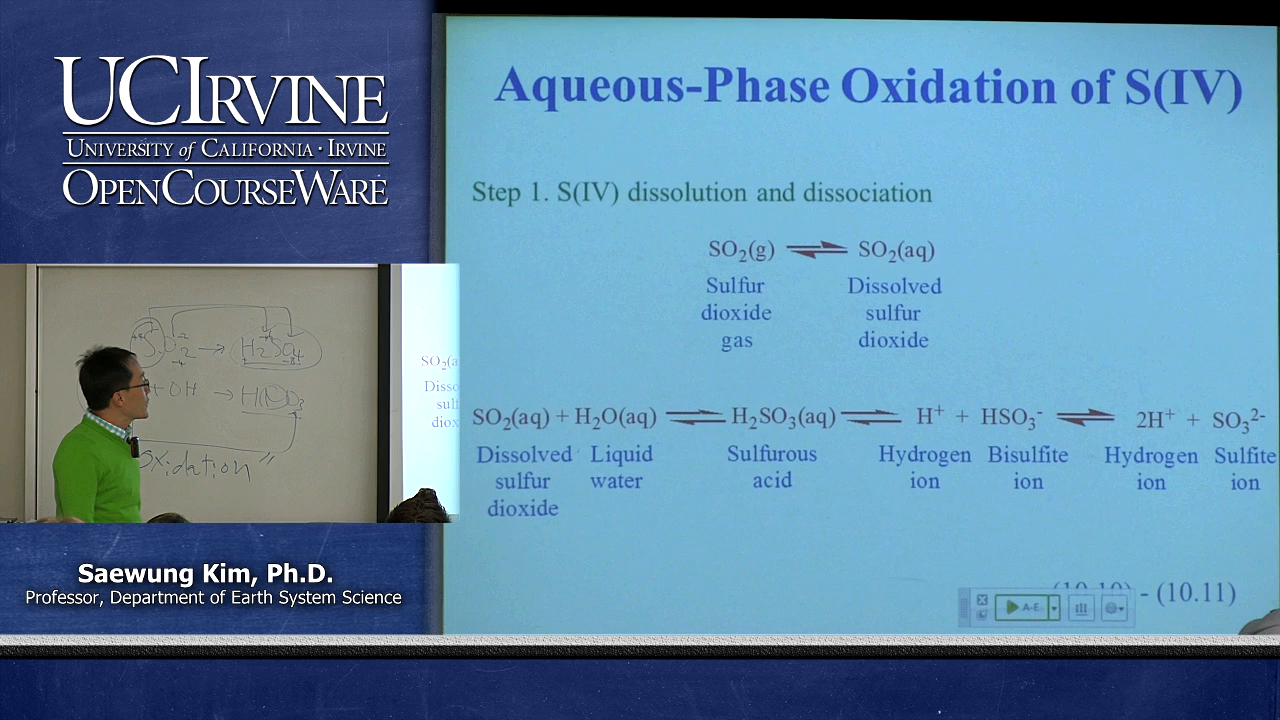 UCIRVINE
UNIVERSITY of CALIFORNIA · IRVINE
OPENCOURSEWARE
H2SO4
+ OH → HNO3
Oxidation"
Saewung Kim, Ph.D.
Professor, Department of Earth System Science
Aqueous-Phase Oxidation of S(IV)
Step 1. S(IV) dissolution and dissociation
SO₂(g) ⇌ SO₂(aq)
Sulfur Dissolved
dioxide sulfur
gas dioxide
SO₂(aq) + H₂O(aq) ⇌ H₂SO₃(aq) ⇌ H⁺ + HSO₃⁻ ⇌ 2H⁺ + SO₃²⁻
Dissolved Liquid Sulfurous Hydrogen Bisulfite Hydrogen Sulfite
sulfur water acid ion ion ion ion
dioxide
(10.10) - (10.11)
A-E